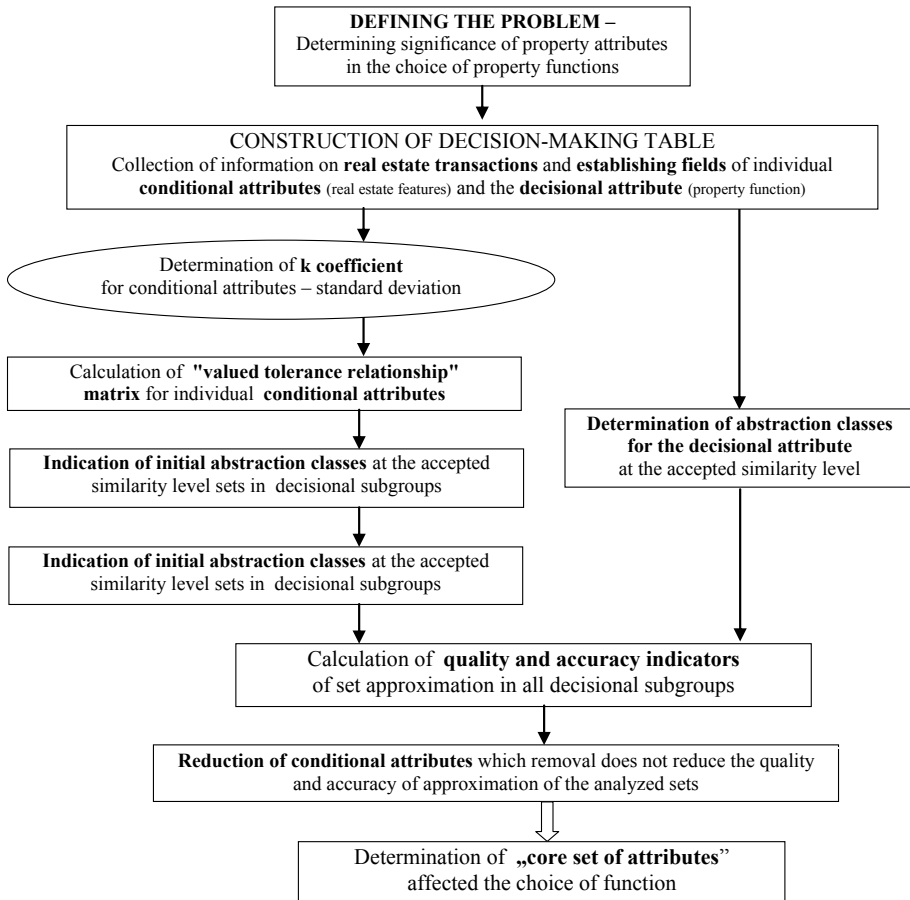 DEFINING THE PROBLEM –
Determining significance of property attributes
in the choice of property functions
CONSTRUCTION OF DECISION-MAKING TABLE
Collection of information on real estate transactions and establishing fields of individual
conditional attributes (real estate features) and the decisional attribute (property function)
Determination of k coefficient
for conditional attributes – standard deviation
Calculation of "valued tolerance relationship"
matrix for individual conditional attributes
Determination of abstraction classes
for the decisional attribute
at the accepted similarity level
Indication of initial abstraction classes at the accepted
similarity level sets in decisional subgroups
Indication of initial abstraction classes at the accepted
similarity level sets in decisional subgroups
Calculation of quality and accuracy indicators
of set approximation in all decisional subgroups
Reduction of conditional attributes which removal does not reduce the quality
and accuracy of approximation of the analyzed sets
Determination of „core set of attributes”
affected the choice of function